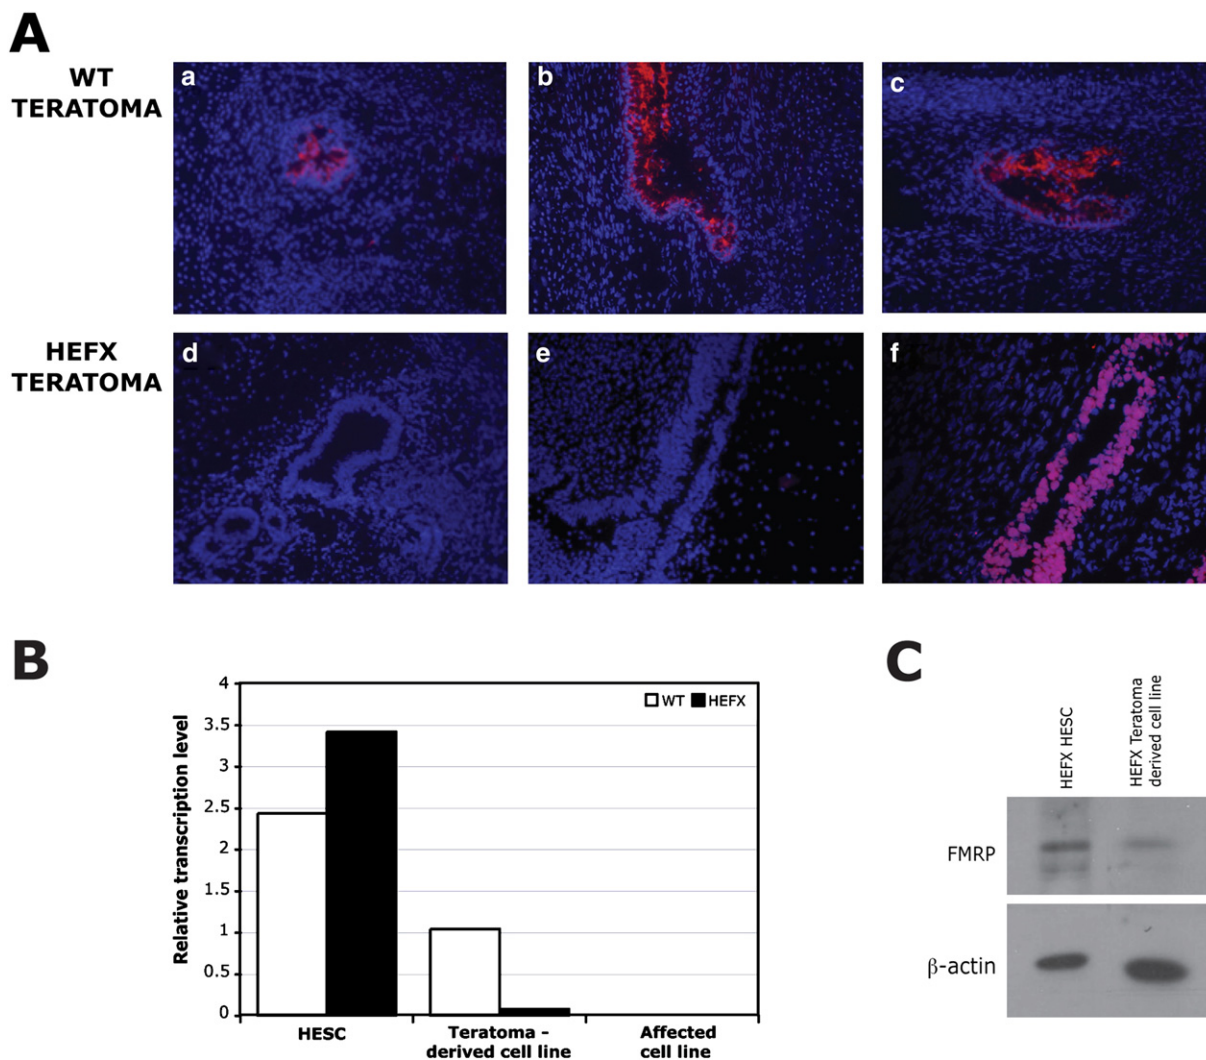 A
WT
TERATOMA
a
b
c
HEFX
TERATOMA
d
e
f
B
4
3.5
3
2.5
2
1.5
1
0.5
0
Relative transcription level
WT
HEFX
HESC
Teratoma -
derived cell line
Affected
cell line
C
HEFX HESC
HEFX Teratoma
derived cell line
FMRP
β-actin